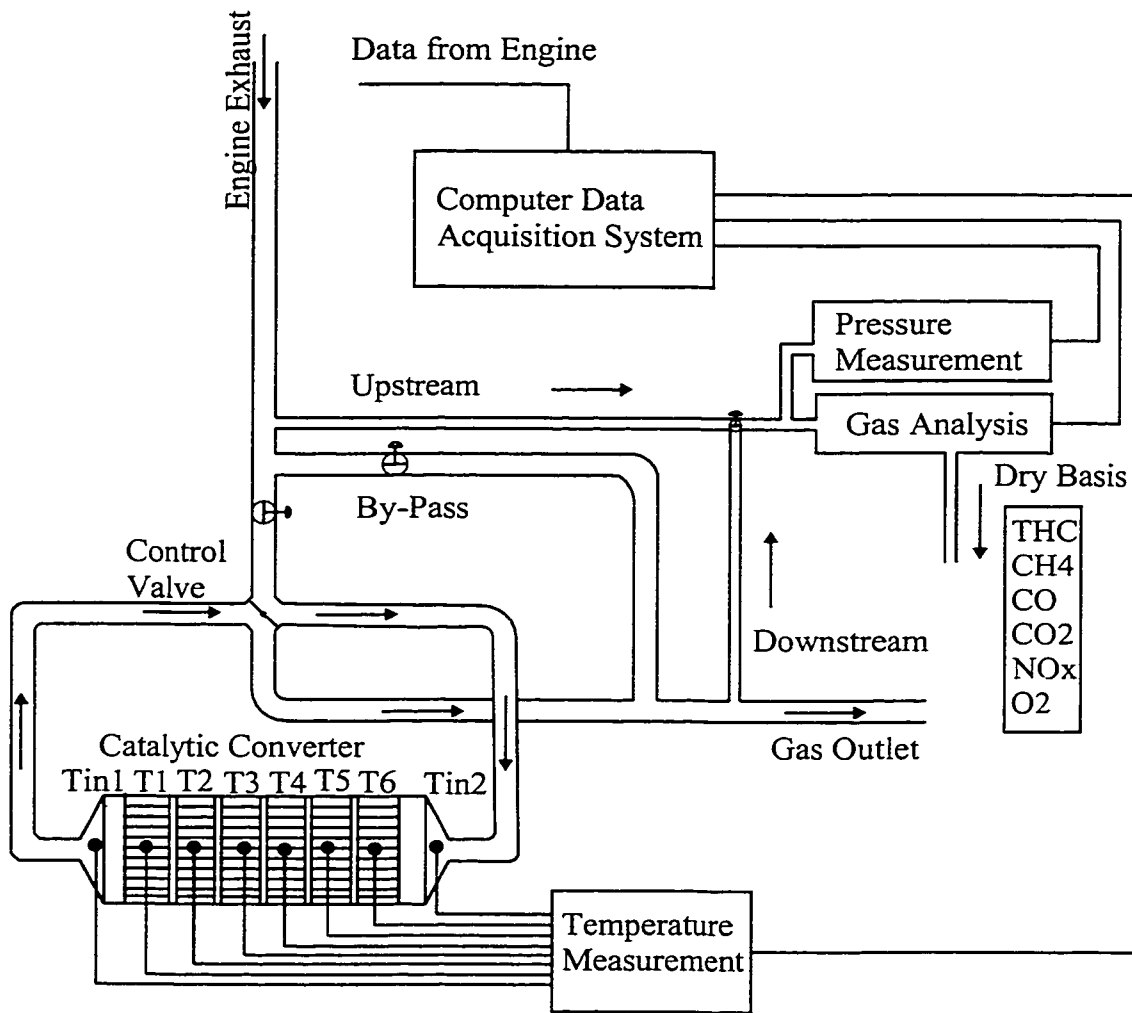 Engine Exhaust
Data from Engine
Computer Data
Acquisition System
Pressure
Measurement
Upstream
Gas Analysis
Dry Basis
By-Pass
THC
CH4
CO
CO2
NOx
O2
Control
Valve
Downstream
Gas Outlet
Catalytic Converter
Tin1 T1 T2 T3 T4 T5 T6 Tin2
Temperature
Measurement